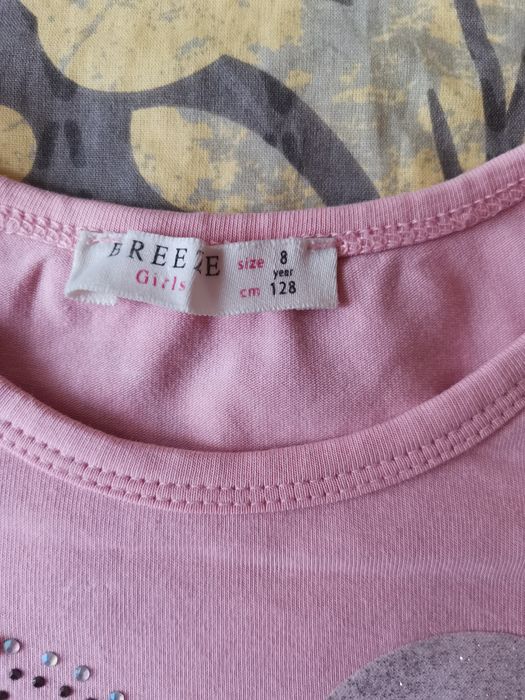 BREEZE
Girls
size 8
year
cm 128